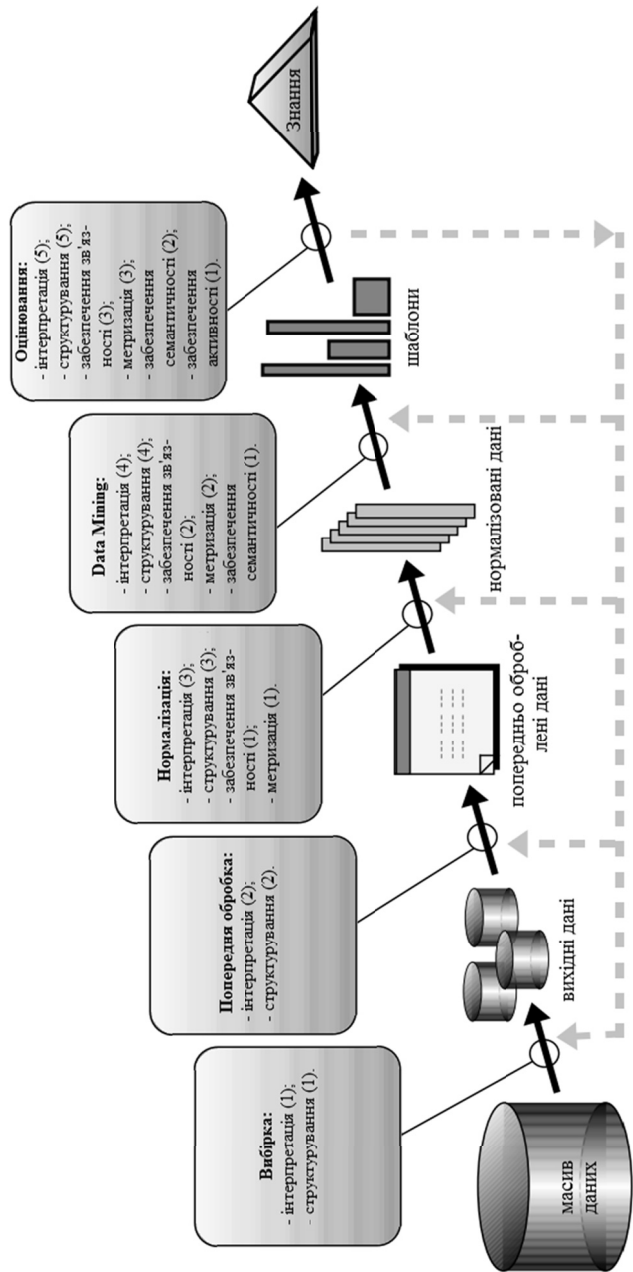 Вибірка:
- інтерпретація (1);
- структурування (1).
Попередня обробка:
- інтерпретація (2);
- структурування (2).
Нормалізація:
- інтерпретація (3);
- структурування (3);
- забезпечення зв'яз-
ності (1);
- метризація (1).
Data Mining:
- інтерпретація (4);
- структурування (4);
- забезпечення зв'яз-
ності (2);
- метризація (2);
- забезпечення
семантичності (1).
Оцінювання:
- інтерпретація (5);
- структурування (5);
- забезпечення зв'яз-
ності (3);
- метризація (3);
- забезпечення
семантичності (2);
- забезпечення
активності (1).
масив
даних
вихідні дані
попередньо оброб-
лені дані
нормалізовані дані
шаблони
Знання